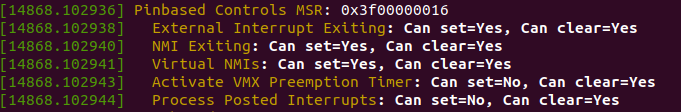 [14868.102936] Pinbased Controls MSR: 0x3f00000016
[14868.102938]   External Interrupt Exiting: Can set=Yes, Can clear=Yes
[14868.102940]   NMI Exiting: Can set=Yes, Can clear=Yes
[14868.102941]   Virtual NMIs: Can set=Yes, Can clear=Yes
[14868.102943]   Activate VMX Preemption Timer: Can set=No, Can clear=Yes
[14868.102944]   Process Posted Interrupts: Can set=No, Can clear=Yes